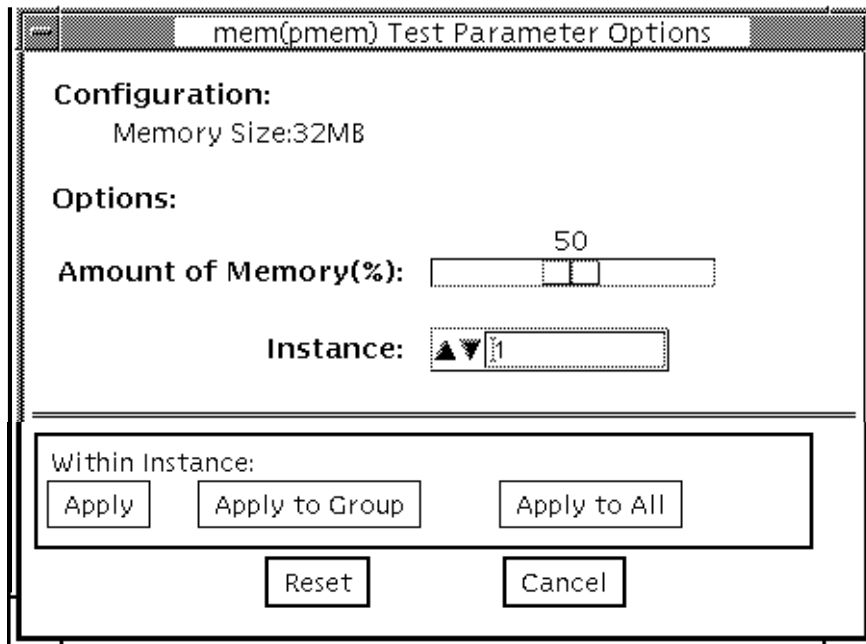 mem(pmem) Test Parameter Options
Configuration:
Memory Size:32MB
Options:
50
Amount of Memory(%):
Instance: 1
Within Instance:
Apply Apply to Group Apply to All
Reset Cancel